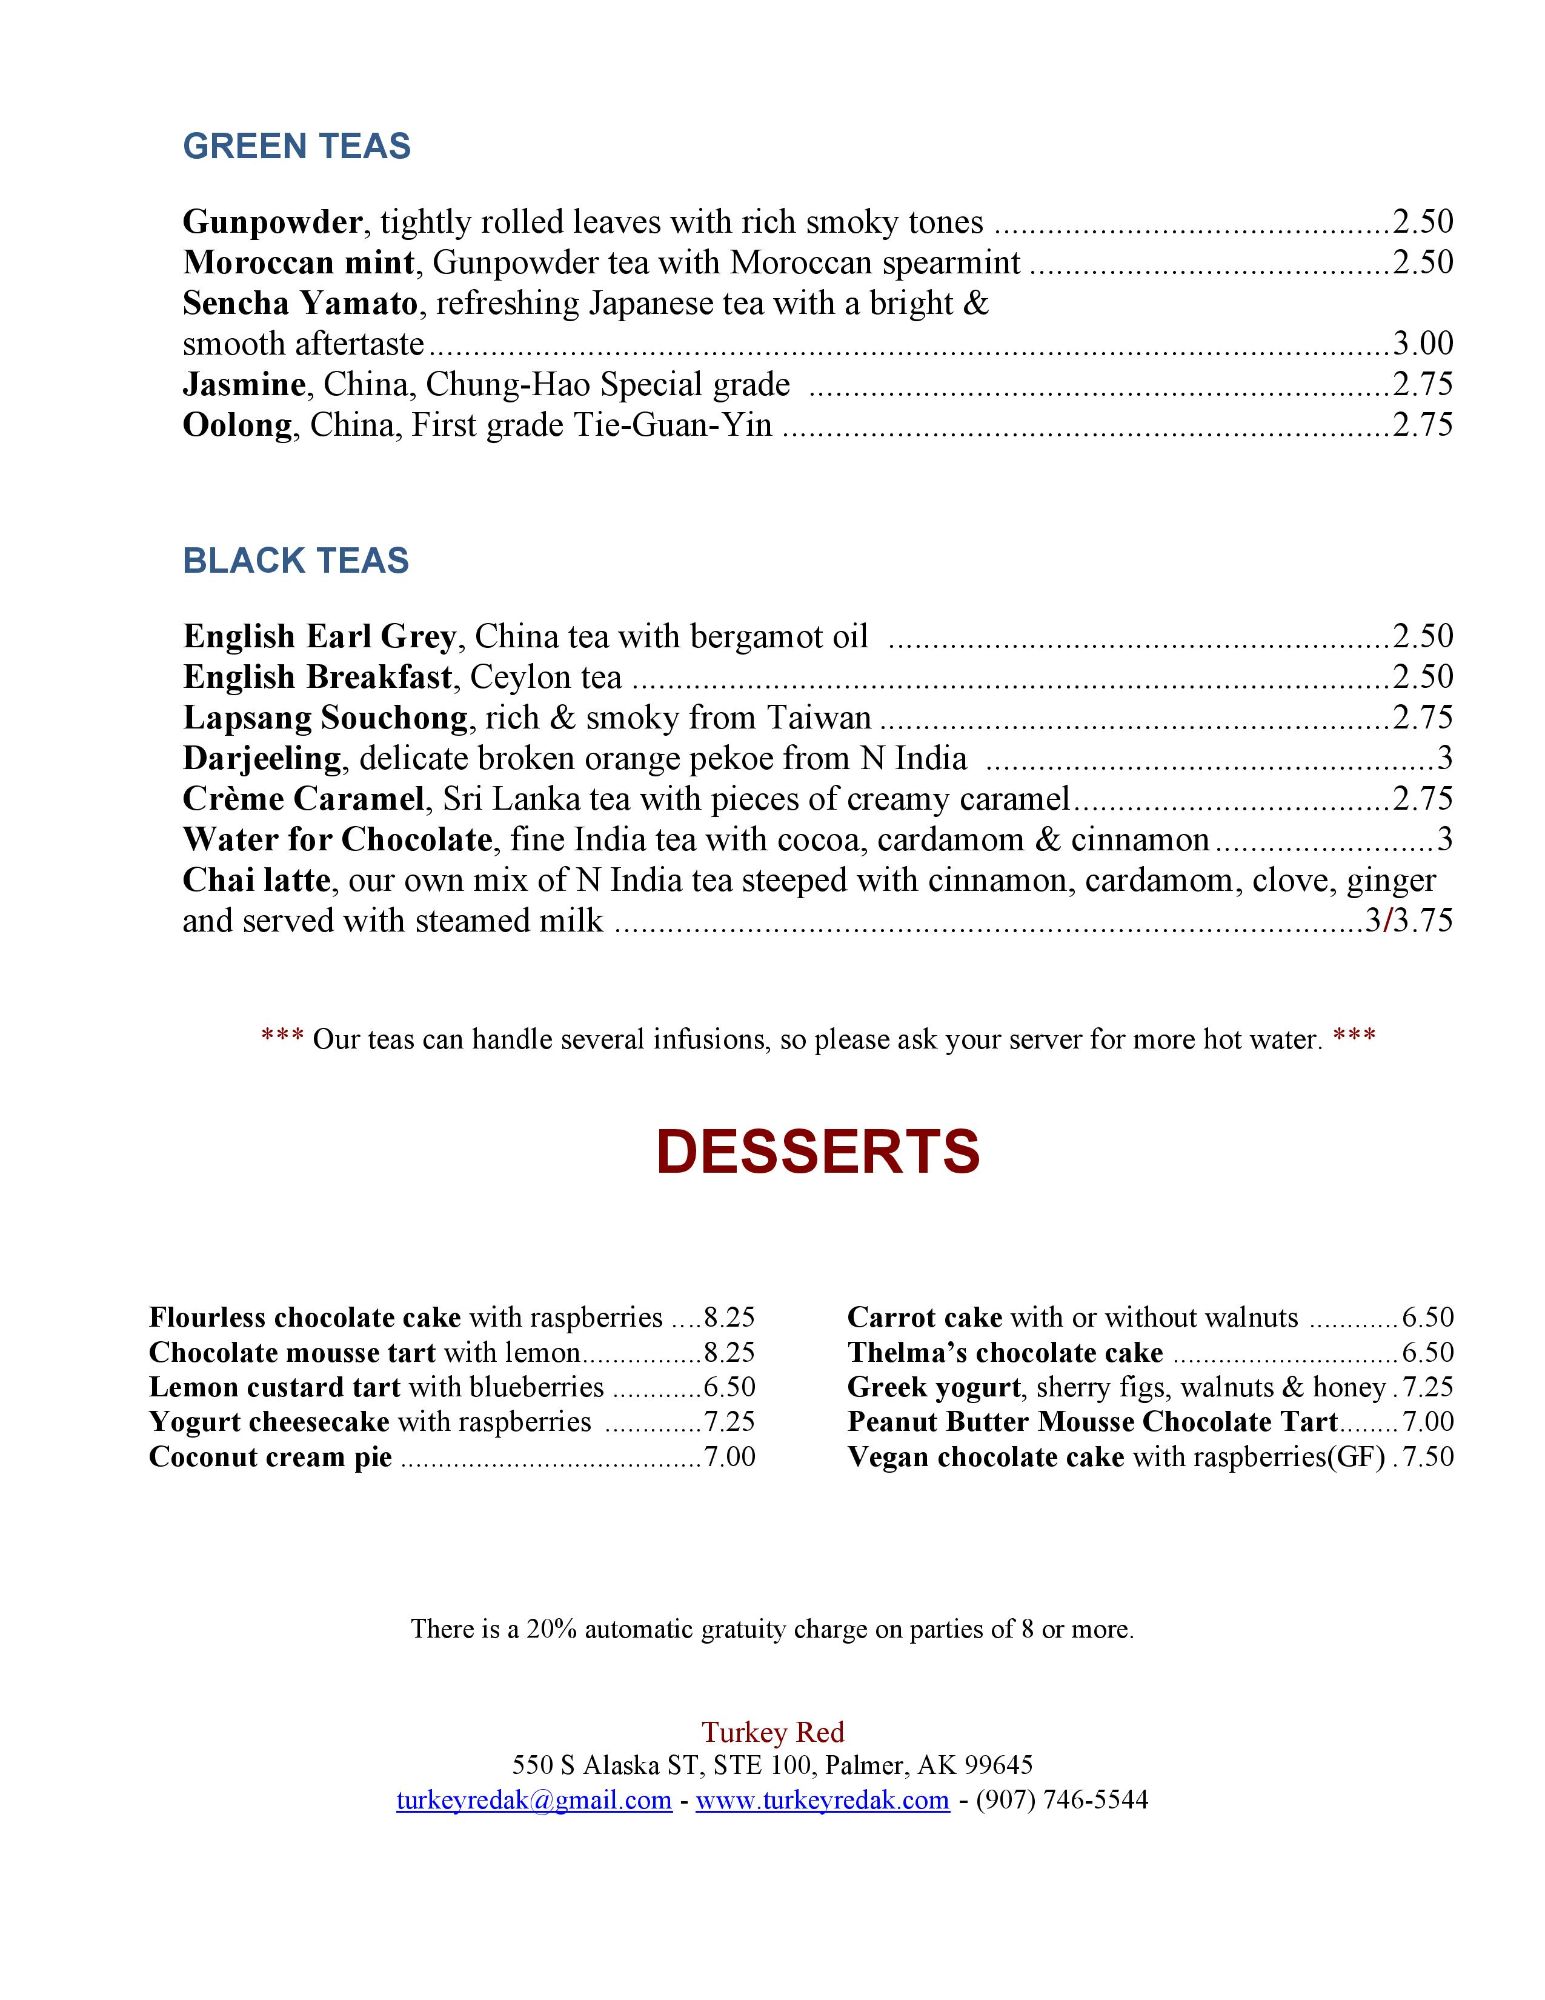 GREEN TEAS
Gunpowder, tightly rolled leaves with rich smoky tones .............................................2.50
Moroccan mint, Gunpowder tea with Moroccan spearmint .........................................2.50
Sencha Yamato, refreshing Japanese tea with a bright &
smooth aftertaste..............................................................................................................3.00
Jasmine, China, Chung-Hao Special grade ..................................................................2.75
Oolong, China, First grade Tie-Guan-Yin .....................................................................2.75
BLACK TEAS
English Earl Grey, China tea with bergamot oil .........................................................2.50
English Breakfast, Ceylon tea ......................................................................................2.50
Lapsang Souchong, rich & smoky from Taiwan ..........................................................2.75
Darjeeling, delicate broken orange pekoe from N India ...................................................3
Crème Caramel, Sri Lanka tea with pieces of creamy caramel....................................2.75
Water for Chocolate, fine India tea with cocoa, cardamom & cinnamon.........................3
Chai latte, our own mix of N India tea steeped with cinnamon, cardamom, clove, ginger
and served with steamed milk .....................................................................................3/3.75
*** Our teas can handle several infusions, so please ask your server for more hot water. ***
DESSERTS
Flourless chocolate cake with raspberries ....8.25
Chocolate mousse tart with lemon................8.25
Lemon custard tart with blueberries ............6.50
Yogurt cheesecake with raspberries .............7.25
Coconut cream pie ........................................7.00
Carrot cake with or without walnuts ............6.50
Thelma's chocolate cake ..............................6.50
Greek yogurt, sherry figs, walnuts & honey .7.25
Peanut Butter Mousse Chocolate Tart........7.00
Vegan chocolate cake with raspberries(GF) .7.50
There is a 20% automatic gratuity charge on parties of 8 or more.
Turkey Red
550 S Alaska ST, STE 100, Palmer, AK 99645
turkeyredak@gmail.com - www.turkeyredak.com - (907) 746-5544